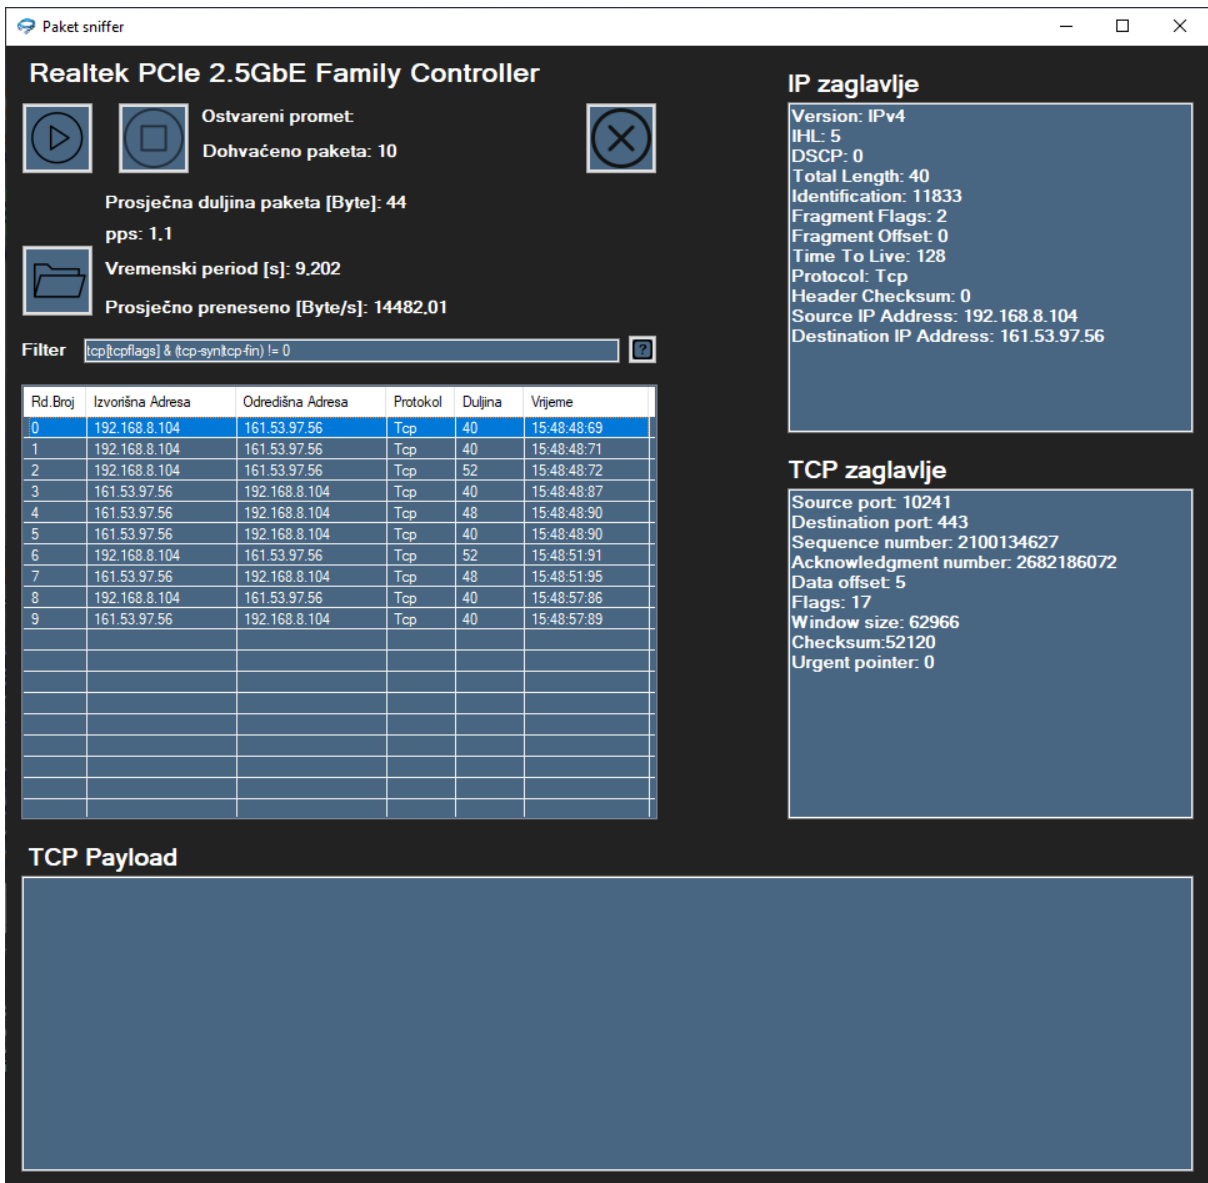 Paket sniffer
Realtek PCIe 2.5GbE Family Controller
Ostvareni promet:
Dohvaćeno paketa: 10
Prosječna duljina paketa [Byte]: 44
pps: 1,1
Vremenski period [s]: 9,202
Prosječno preneseno [Byte/s]: 14482,01
Filter tcp[tcpflags] & (tcp-syn|tcp-fin) != 0 ?
Rd.Broj Izvorišna Adresa Odredišna Adresa Protokol Duljina Vrijeme
0 192.168.8.104 161.53.97.56 Tcp 40 15:48:48:69
1 192.168.8.104 161.53.97.56 Tcp 40 15:48:48:71
2 192.168.8.104 161.53.97.56 Tcp 52 15:48:48:72
3 161.53.97.56 192.168.8.104 Tcp 40 15:48:48:87
4 161.53.97.56 192.168.8.104 Tcp 48 15:48:48:90
5 161.53.97.56 192.168.8.104 Tcp 40 15:48:48:90
6 192.168.8.104 161.53.97.56 Tcp 52 15:48:51:91
7 161.53.97.56 192.168.8.104 Tcp 48 15:48:51:95
8 192.168.8.104 161.53.97.56 Tcp 40 15:48:57:86
9 161.53.97.56 192.168.8.104 Tcp 40 15:48:57:89
IP zaglavlje
Version: IPv4
IHL: 5
DSCP: 0
Total Length: 40
Identification: 11833
Fragment Flags: 2
Fragment Offset: 0
Time To Live: 128
Protocol: Tcp
Header Checksum: 0
Source IP Address: 192.168.8.104
Destination IP Address: 161.53.97.56
TCP zaglavlje
Source port: 10241
Destination port: 443
Sequence number: 2100134627
Acknowledgment number: 2682186072
Data offset: 5
Flags: 17
Window size: 62966
Checksum:52120
Urgent pointer: 0
TCP Payload